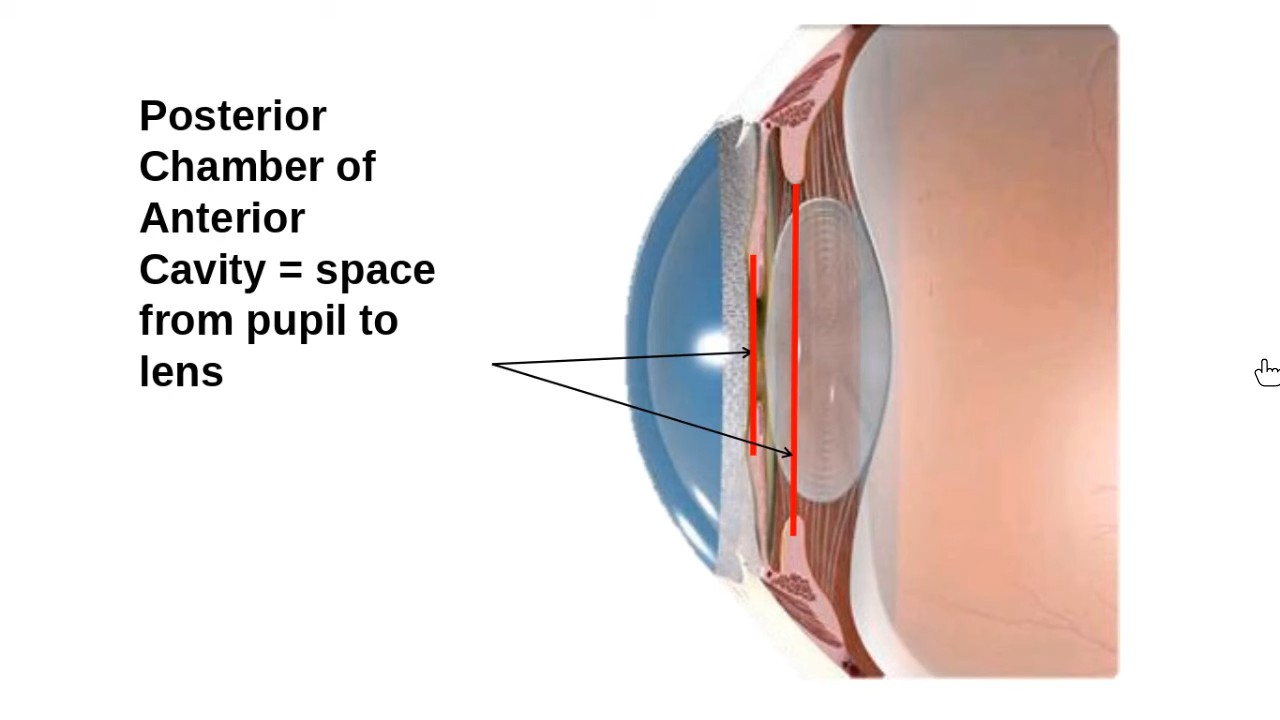 Posterior
Chamber of
Anterior
Cavity = space
from pupil to
lens